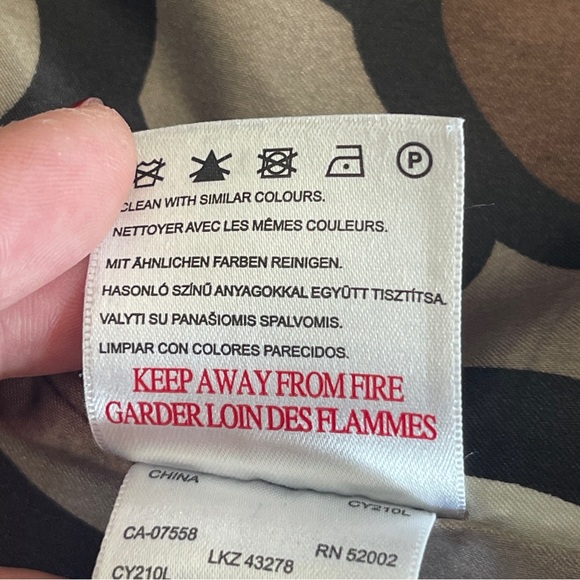 P
CLEAN WITH SIMILAR COLOURS.
NETTOYER AVEC LES MÊMES COULEURS.
MIT ÄHNLICHEN FARBEN REINIGEN.
HASONLÓ SZÍNŰ ANYAGOKKAL EGYÜTT TISZTÍTSA.
VALYTI SU PANAŠIOMIS SPALVOMIS.
LIMPIAR CON COLORES PARECIDOS.
KEEP AWAY FROM FIRE
GARDER LOIN DES FLAMMES
CHINA
CY210L
CA-07558
LKZ 43278
RN 52002
CY210L